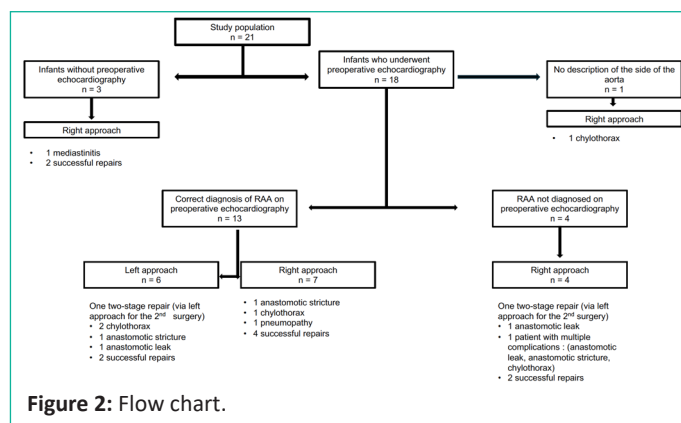 Study population
n = 21
Infants without preoperative
echocardiography
n = 3
Infants who underwent
preoperative echocardiography
n = 18
No description of the side of the
aorta
n = 1
Right approach
• 1 mediastinitis
• 2 successful repairs
Right approach
• 1 chylothorax
Correct diagnosis of RAA on
preoperative echocardiography
n = 13
RAA not diagnosed on
preoperative echocardiography
n = 4
Left approach
n = 6
Right approach
n = 7
Right approach
n = 4
One two-stage repair (via left
approach for the 2nd surgery)
• 2 chylothorax
• 1 anastomotic stricture
• 1 anastomotic leak
• 2 successful repairs
• 1 anastomotic stricture
• 1 chylothorax
• 1 pneumopathy
• 4 successful repairs
One two-stage repair (via left
approach for the 2nd surgery)
• 1 anastomotic leak
• 1 patient with multiple
complications : (anastomotic
leak, anastomotic stricture,
chylothorax)
• 2 successful repairs
Figure 2: Flow chart.